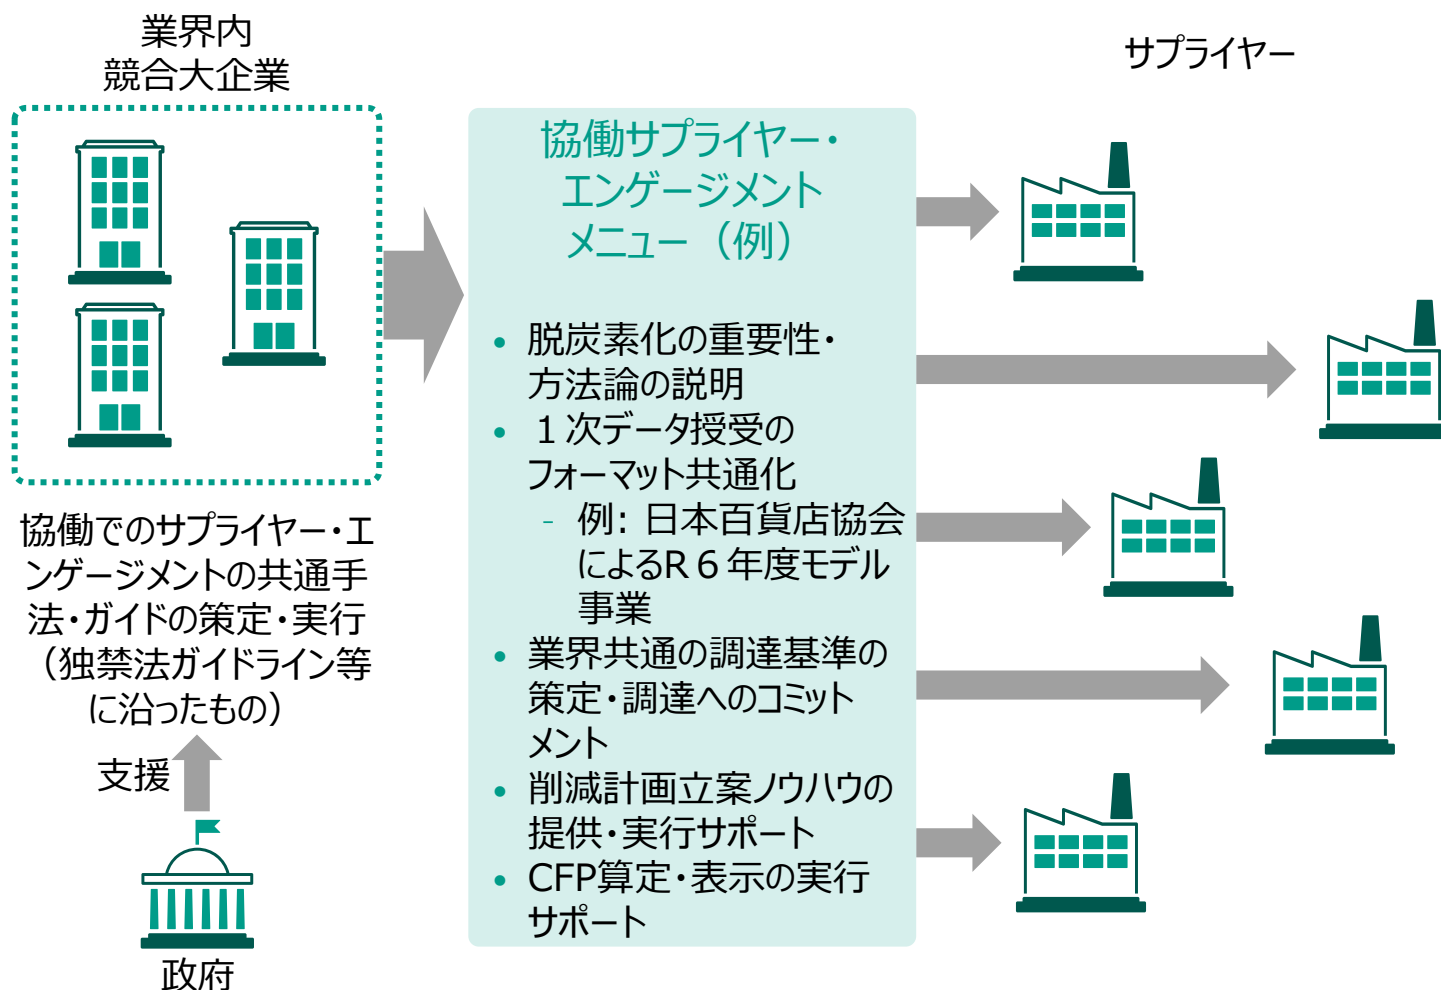 業界内
競合大企業
協働でのサプライヤー・エ
ンゲージメントの共通手
法・ガイドの策定・実行
（独禁法ガイドライン等
に沿ったもの）
支援
政府
協働サプライヤー・
エンゲージメント
メニュー（例）
• 脱炭素化の重要性・
方法論の説明
• １次データ授受の
フォーマット共通化
- 例: 日本百貨店協会
によるR６年度モデル
事業
• 業界共通の調達基準の
策定・調達へのコミット
メント
• 削減計画立案ノウハウの
提供・実行サポート
• CFP算定・表示の実行
サポート
サプライヤー